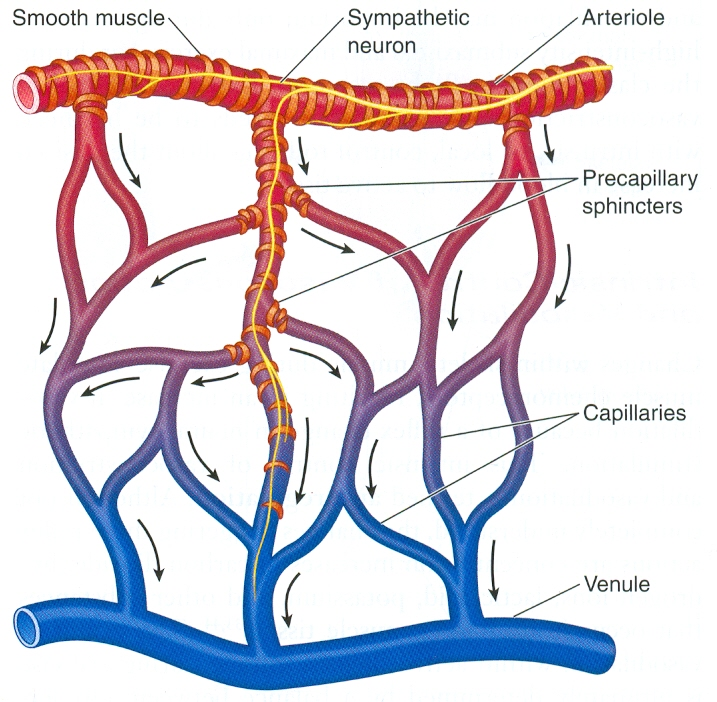 Smooth muscle
Sympathetic
neuron
Arteriole
Precapillary
sphincters
Capillaries
Venule